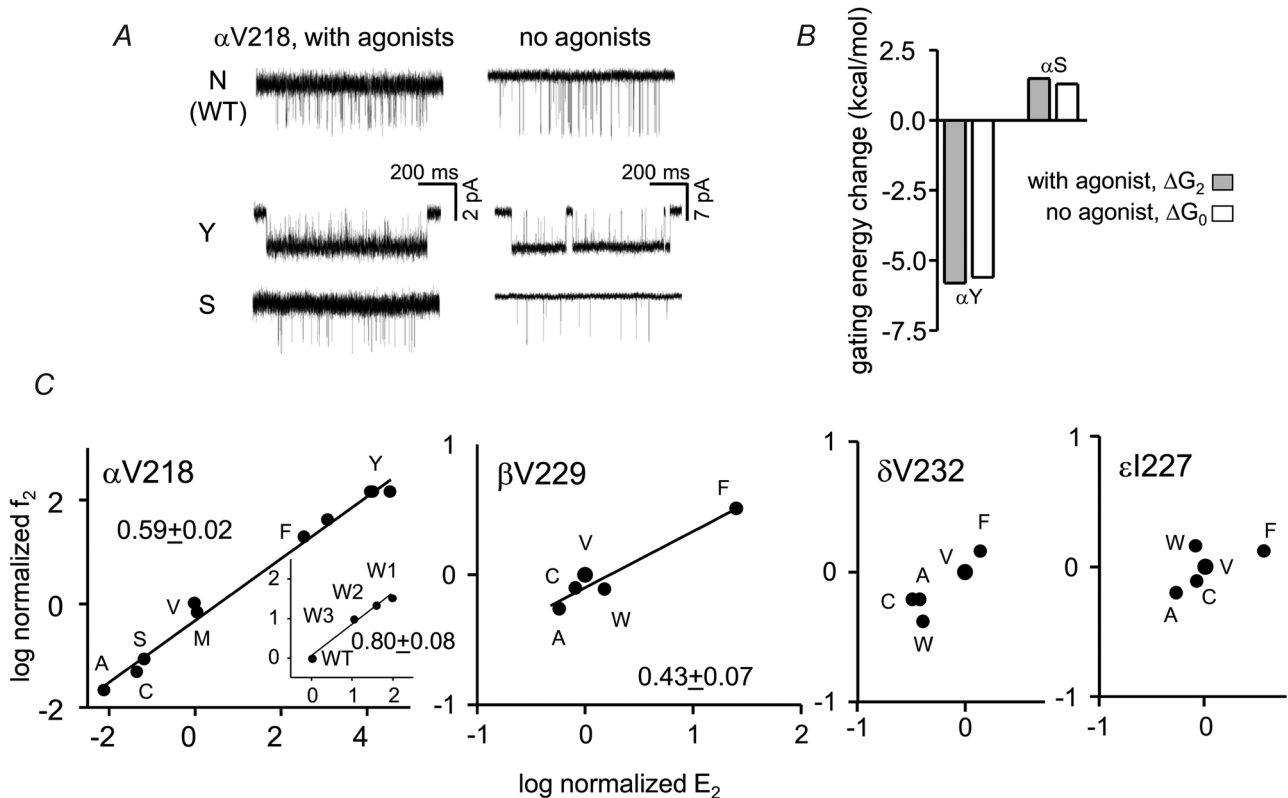 A
αV218, with agonists
no agonists
N
(WT)
200 ms
2 pA
200 ms
7 pA
Y
S
B
gating energy change (kcal/mol)
2.5
0.0
-2.5
-5.0
-7.5
αS
αY
with agonist, ΔG2
no agonist, ΔG0
C
log normalized f2
αV218
0.59±0.02
2
0
-2
-2
0
2
4
Y
F
V
M
S
A
C
2
1
0
W1
W2
W3
WT
0.80±0.08
0
1
2
βV229
1
0
-1
F
V
C
A
W
0.43±0.07
-1
0
1
2
δV232
1
0
-1
F
V
A
C
W
0
εI227
1
0
-1
F
W
V
C
A
-1
0
log normalized E2